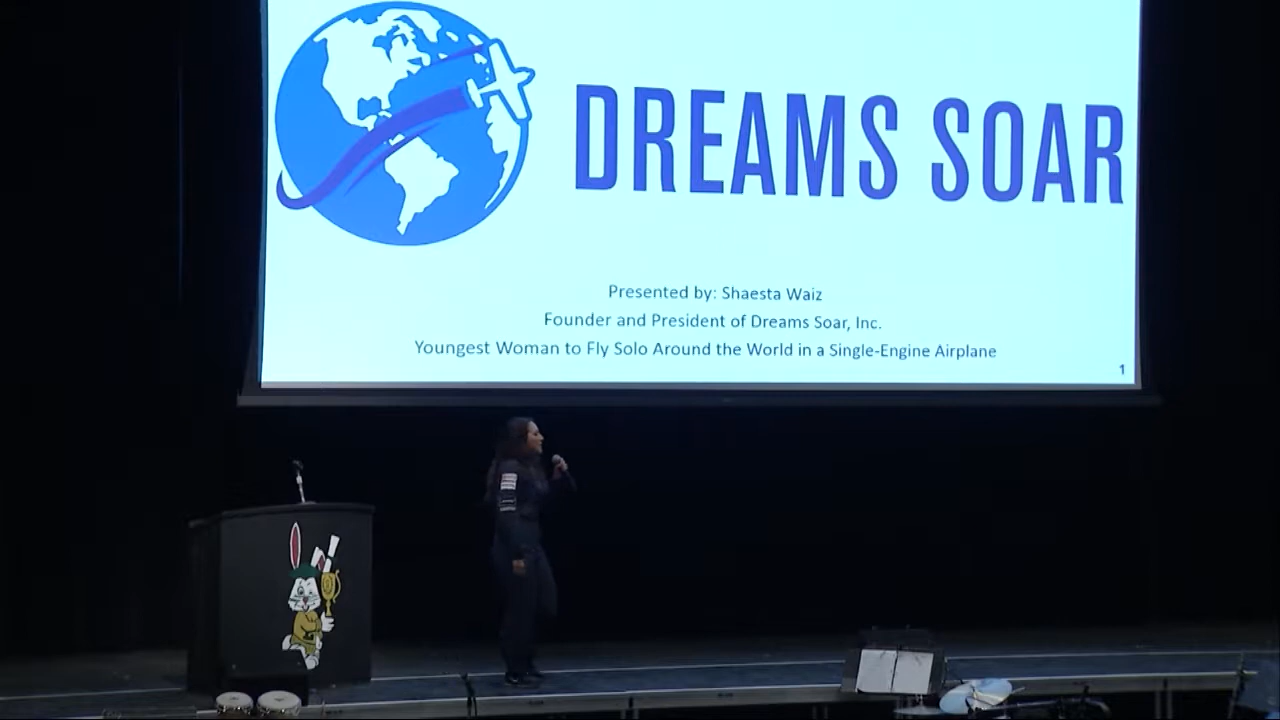 DREAMS SOAR
Presented by: Shaesta Waiz
Founder and President of Dreams Soar, Inc.
Youngest Woman to Fly Solo Around the World in a Single-Engine Airplane
1